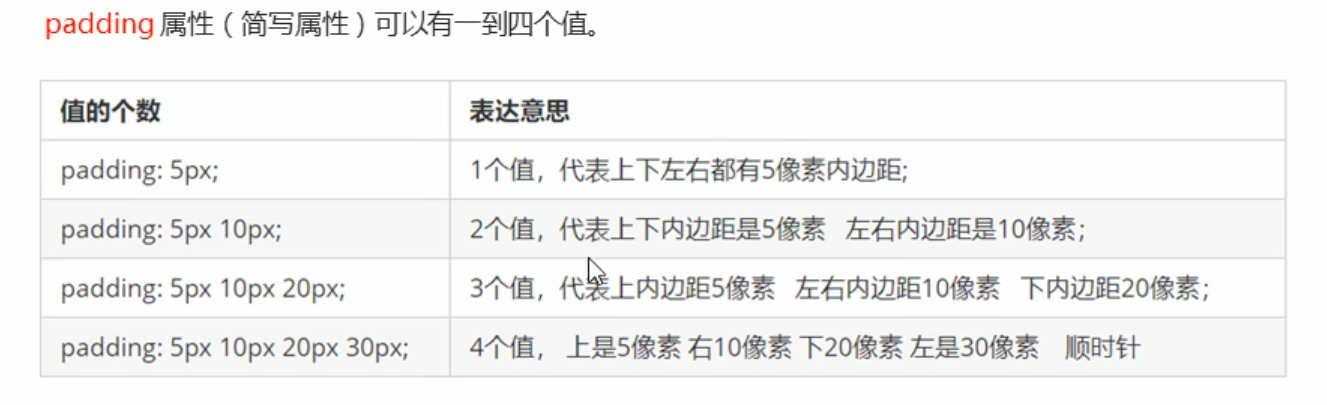 padding 属性（简写属性）可以有一到四个值。
值的个数 表达意思
padding: 5px; 1个值，代表上下左右都有5像素内边距;
padding: 5px 10px; 2个值，代表上下内边距是5像素 左右内边距是10像素;
padding: 5px 10px 20px; 3个值，代表上内边距5像素 左右内边距10像素 下内边距20像素;
padding: 5px 10px 20px 30px; 4个值， 上是5像素 右10像素 下20像素 左是30像素 顺时针